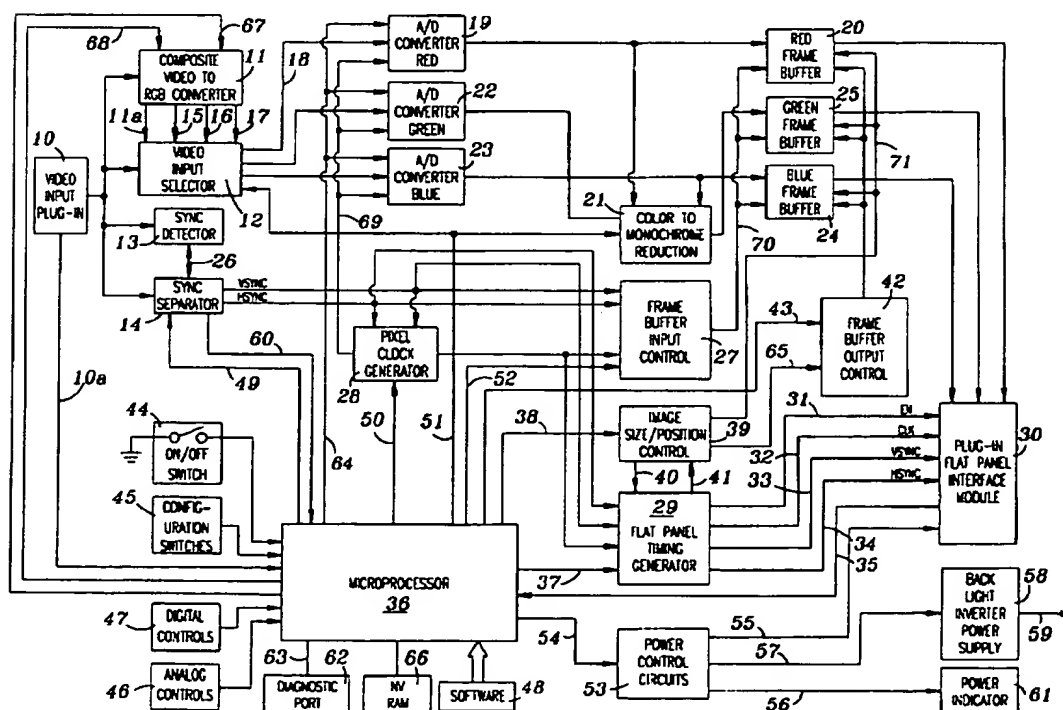 67
68
COMPOSITE
VIDEO TO
RGB CONVERTER
11
11a
15
16
17
18
10
VIDEO
INPUT
PLUG-IN
VIDEO
INPUT
SELECTOR
12
SYNC
DETECTOR
13
26
SYNC
SEPARATOR
14
VSYNC
HSYNC
A/D
CONVERTER
RED
19
A/D
CONVERTER
GREEN
22
A/D
CONVERTER
BLUE
23
69
RED
FRAME
BUFFER
20
GREEN
FRAME
BUFFER
25
BLUE
FRAME
BUFFER
24
71
21
COLOR TO
MONOCHROME
REDUCTION
70
60
49
10a
PIXEL
CLOCK
GENERATOR
28
FRAME
BUFFER
INPUT
CONTROL
27
52
43
65
42
FRAME
BUFFER
OUTPUT
CONTROL
44
ON/OFF
SWITCH
64
50
51
38
IMAGE
SIZE/POSITION
CONTROL
39
40
41
31
32
33
EN
CLK
VSYNC
HSYNC
PLUG-IN
FLAT PANEL
INTERFACE
MODULE
30
45
CONFIG-
URATION
SWITCHES
29
FLAT PANEL
TIMING
GENERATOR
34
35
MICROPROCESSOR
36
37
47
DIGITAL
CONTROLS
46
ANALOG
CONTROLS
63
DIAGNOSTIC
PORT
62
NV
RAM
66
SOFTWARE
48
54
53
POWER
CONTROL
CIRCUITS
55
57
56
BACK
LIGHT
INVERTER
POWER
SUPPLY
58
59
POWER
INDICATOR
61